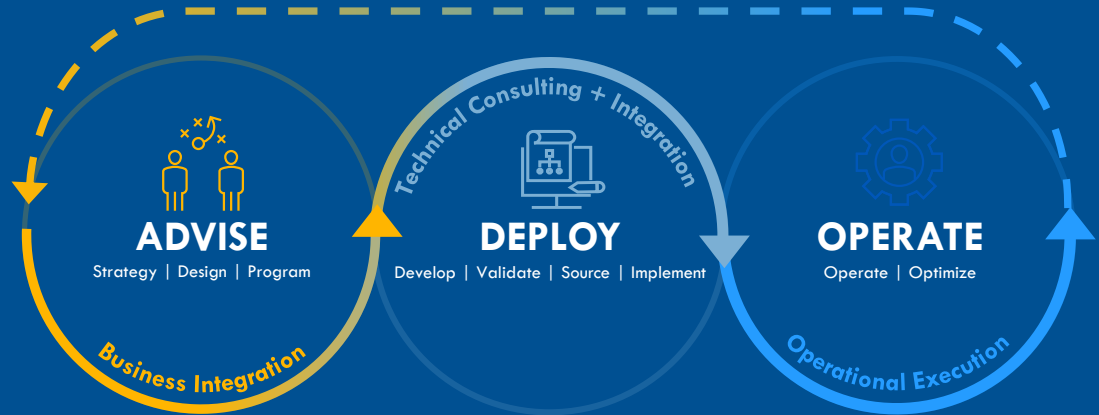 Technical Consulting + Integration
ADVISE
Strategy | Design | Program
DEPLOY
Develop | Validate | Source | Implement
OPERATE
Operate | Optimize
Business Integration
Operational Execution